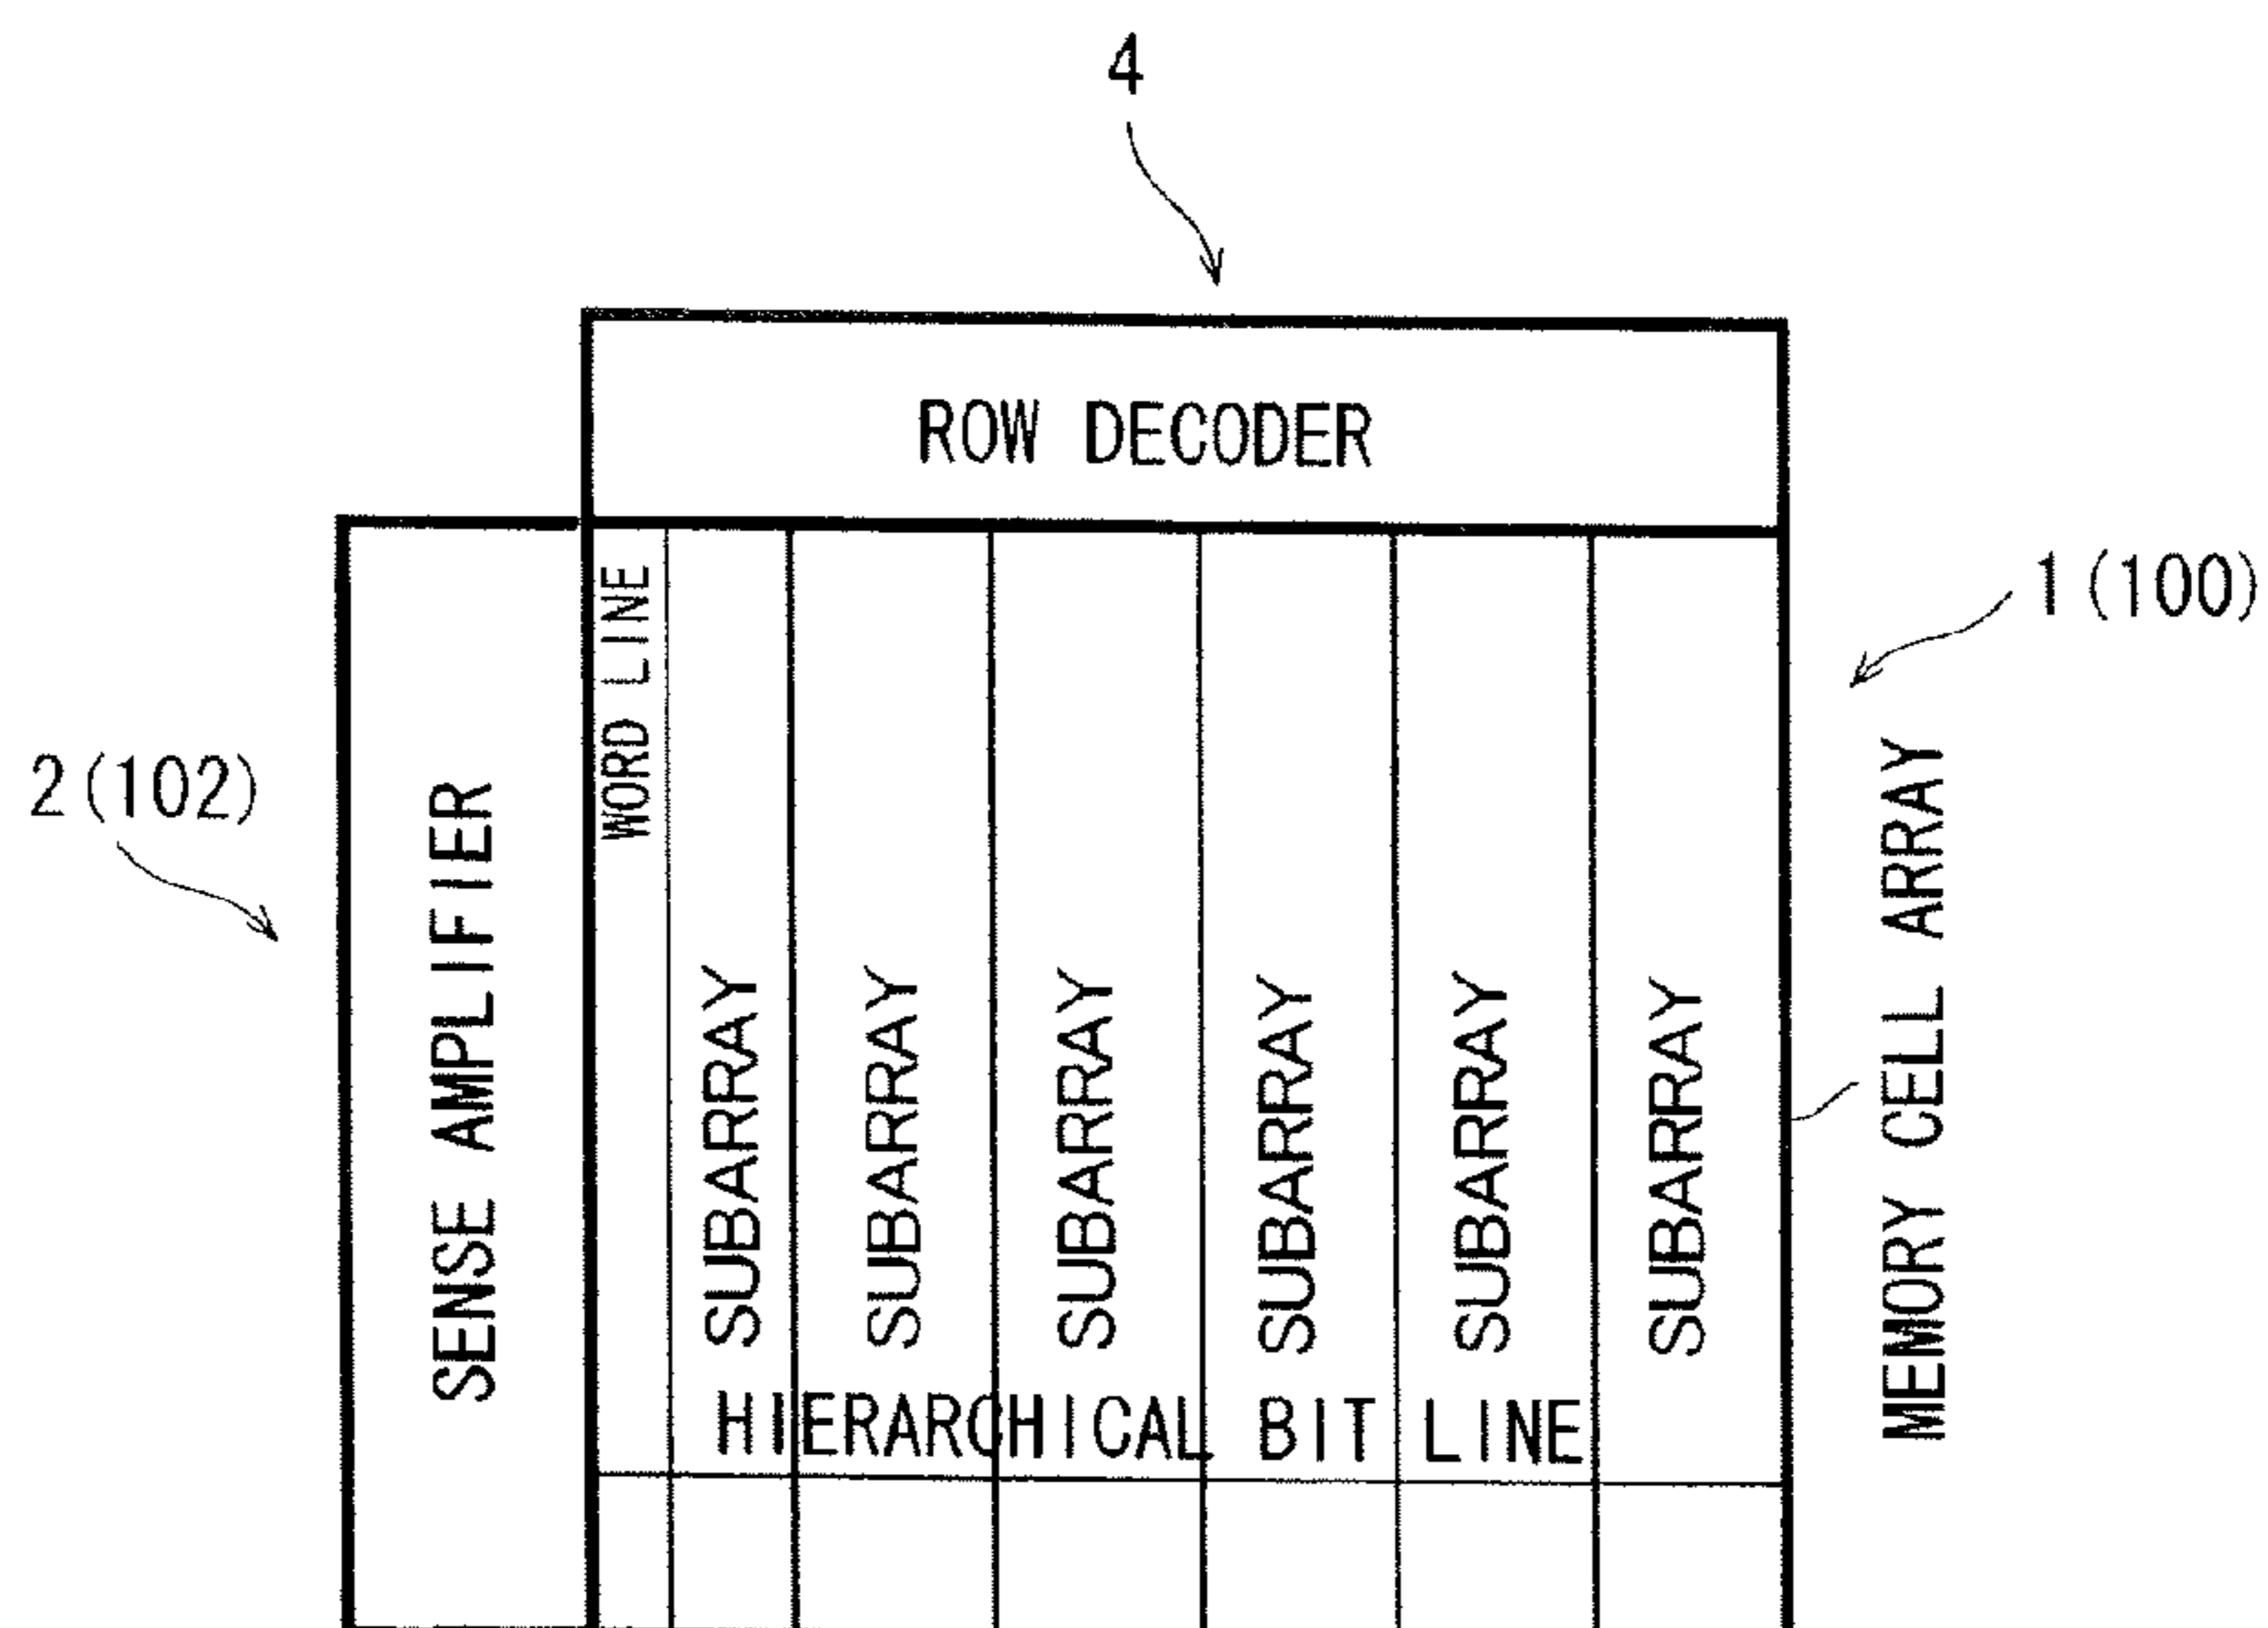 4
ROW DECODER
1(100)
2(102)
SENSE AMPLIFIER
WORD LINE
SUBARRAY
SUBARRAY
SUBARRAY
SUBARRAY
SUBARRAY
SUBARRAY
MEMORY CELL ARRAY
HIERARCHICAL BIT LINE